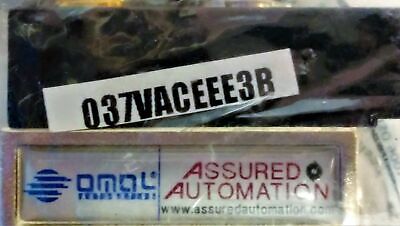 037VACEEE3B
OMAL
ASSURED
AUTOMATION
www.assuredautomation.com